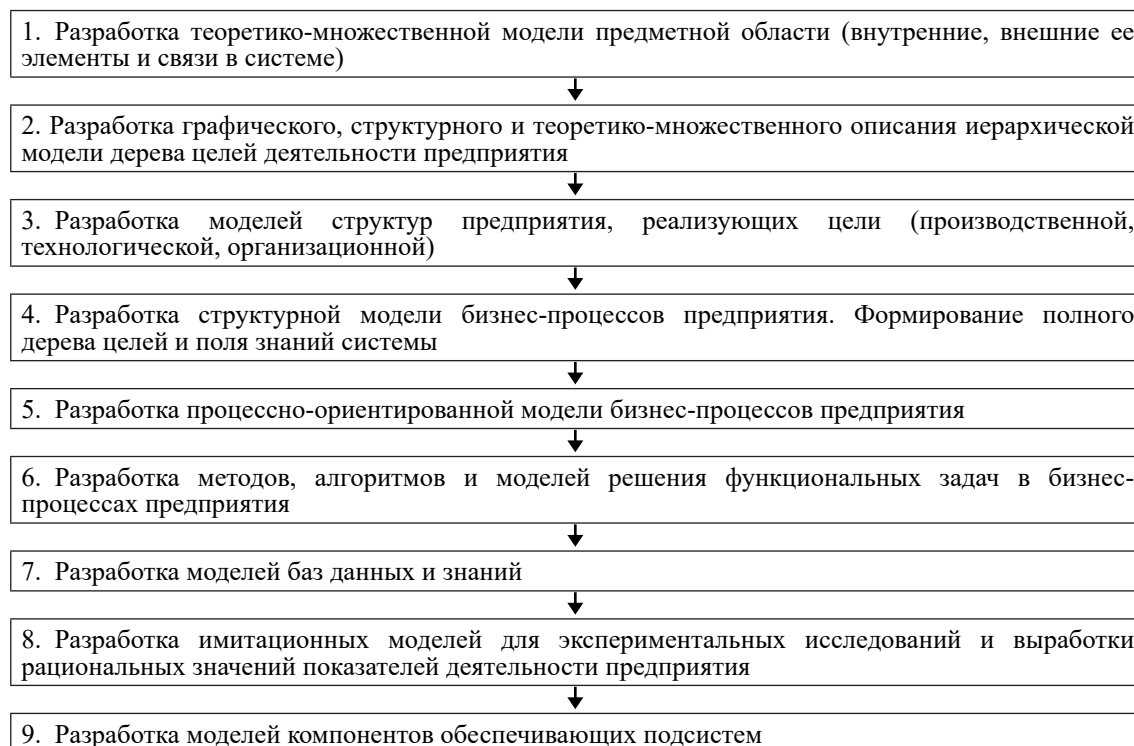 1. Разработка теоретико-множественной модели предметной области (внутренние, внешние ее
элементы и связи в системе)
2. Разработка графического, структурного и теоретико-множественного описания иерархической
модели дерева целей деятельности предприятия
3. Разработка моделей структур предприятия, реализующих цели (производственной,
технологической, организационной)
4. Разработка структурной модели бизнес-процессов предприятия. Формирование полного
дерева целей и поля знаний системы
5. Разработка процессно-ориентированной модели бизнес-процессов предприятия
6. Разработка методов, алгоритмов и моделей решения функциональных задач в бизнес-
процессах предприятия
7. Разработка моделей баз данных и знаний
8. Разработка имитационных моделей для экспериментальных исследований и выработки
рациональных значений показателей деятельности предприятия
9. Разработка моделей компонентов обеспечивающих подсистем